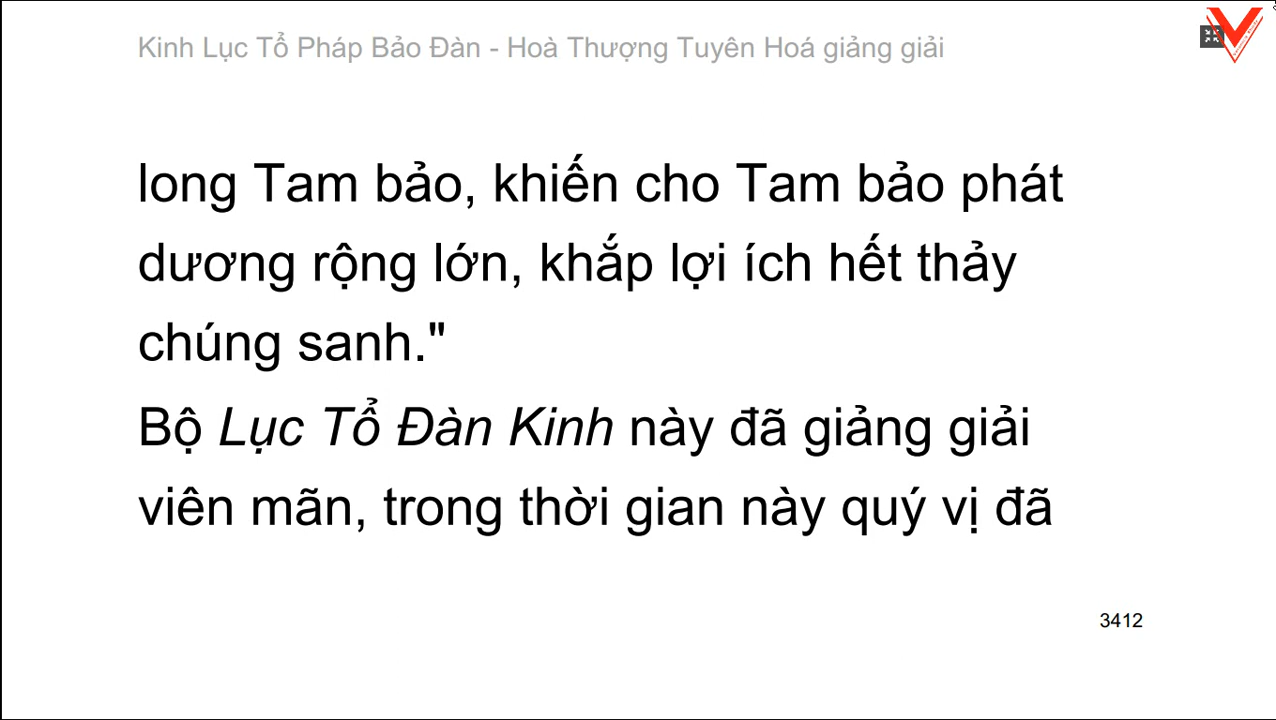 Kinh Lục Tổ Pháp Bảo Đàn - Hoà Thượng Tuyên Hoá giảng giải
long Tam bảo, khiến cho Tam bảo phát
dương rộng lớn, khắp lợi ích hết thảy
chúng sanh."
Bộ Lục Tổ Đàn Kinh này đã giảng giải
viên mãn, trong thời gian này quý vị đã
3412